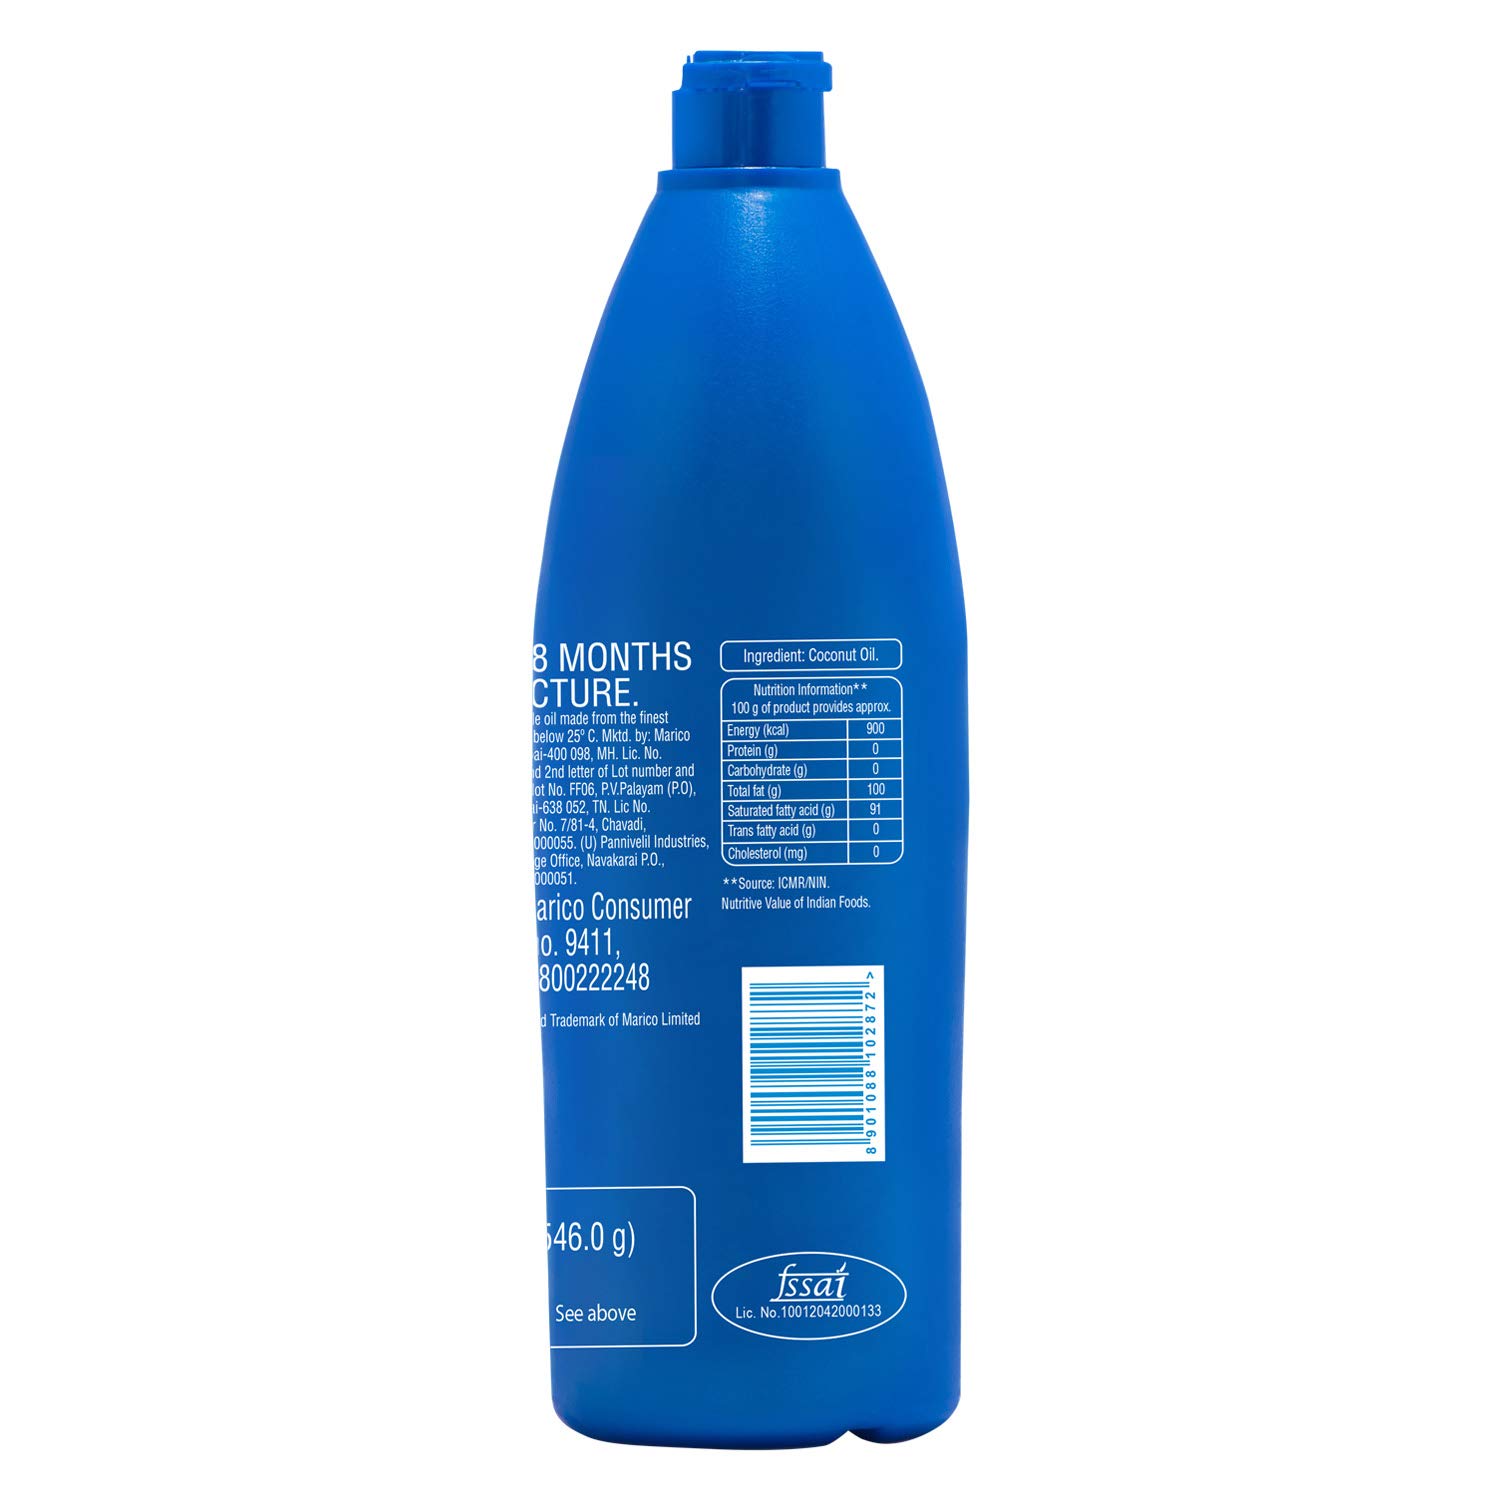 8 MONTHS
CTURE.
le oil made from the finest
below 25º C. Mktd. by: Marico
ai-400 098, MH. Lic. No.
d 2nd letter of Lot number and
ot No. FF06, P.V.Palayam (P.O),
ai-638 052, TN. Lic No.
r No. 7/81-4, Chavadi,
000055. (U) Pannivelil Industries,
ge Office, Navakarai P.O.,
000051.
arico Consumer
no. 9411,
800222248
d Trademark of Marico Limited
546.0 g)
See above
Ingredient: Coconut Oil.
Nutrition Information**
100 g of product provides approx.
Energy (kcal) 900
Protein (g) 0
Carbohydrate (g) 0
Total fat (g) 100
Saturated fatty acid (g) 91
Trans fatty acid (g) 0
Cholesterol (mg) 0
**Source: ICMR/NIN.
Nutritive Value of Indian Foods.
8 901088 102872 >
fssai
Lic. No.10012042000133